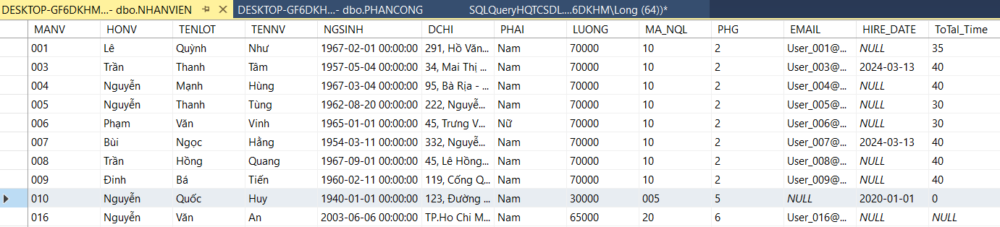 DESKTOP-GF6DKHM...- dbo.NHANVIEN DESKTOP-GF6DKH...- dbo.PHANCONG SQLQueryHQTCSDL....6DKHM\Long (64))*
MANV HONV TENLOT TENNV NGSINH DCHI PHAI LUONG MA_NQL PHG EMAIL HIRE_DATE ToTal_Time
001 Lê Quỳnh Như 1967-02-01 00:00:00 291, Hồ Văn... Nam 70000 10 2 User_001@... NULL 35
003 Trần Thanh Tâm 1957-05-04 00:00:00 34, Mai Thị ... Nam 70000 10 2 User_003@... 2024-03-13 40
004 Nguyễn Mạnh Hùng 1967-03-04 00:00:00 95, Bà Rịa - ... Nam 70000 10 2 User_004@... NULL 40
005 Nguyễn Thanh Tùng 1962-08-20 00:00:00 222, Nguyễ... Nam 70000 10 2 User_005@... NULL 30
006 Phạm Văn Vinh 1965-01-01 00:00:00 45, Trưng V... Nữ 70000 10 2 User_006@... NULL 30
007 Bùi Ngọc Hằng 1954-03-11 00:00:00 332, Nguyễ... Nam 70000 10 2 User_007@... 2024-03-13 40
008 Trần Hồng Quang 1967-09-01 00:00:00 45, Lê Hồng... Nam 70000 10 2 User_008@... NULL 40
009 Đinh Bá Tiến 1960-02-11 00:00:00 119, Cống Q... Nam 70000 10 2 User_009@... NULL 40
010 Nguyễn Quốc Huy 1940-01-01 00:00:00 123, Đường ... Nam 30000 005 5 NULL 2020-01-01 0
016 Nguyễn Văn An 2003-06-06 00:00:00 TP.Ho Chi M... Nam 65000 20 6 User_016@... NULL NULL